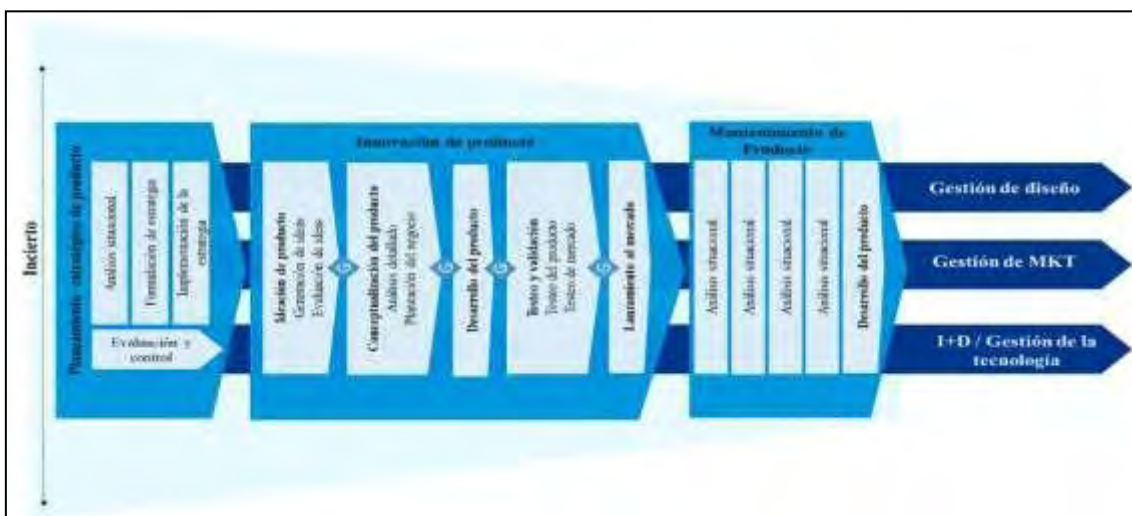 Incierto
Planeamiento estratégico de producto
Análisis situacional
Formulación de estrategia
Implementación de la
estrategia
Evaluación y
control
Innovación de producto
Ideación de producto
Generación de ideas
Evaluación de ideas
G
Conceptualización del producto
Análisis detallado
Planeación del negocio
G
Desarrollo del producto
G
Testeo y validación
Testeo del producto
Testeo de mercado
G
Lanzamiento al mercado
Mantenimiento de
Producto
Análisis situacional
Análisis situacional
Análisis situacional
Análisis situacional
Desarrollo del producto
Gestión de diseño
Gestión de MKT
I+D / Gestión de la
tecnología